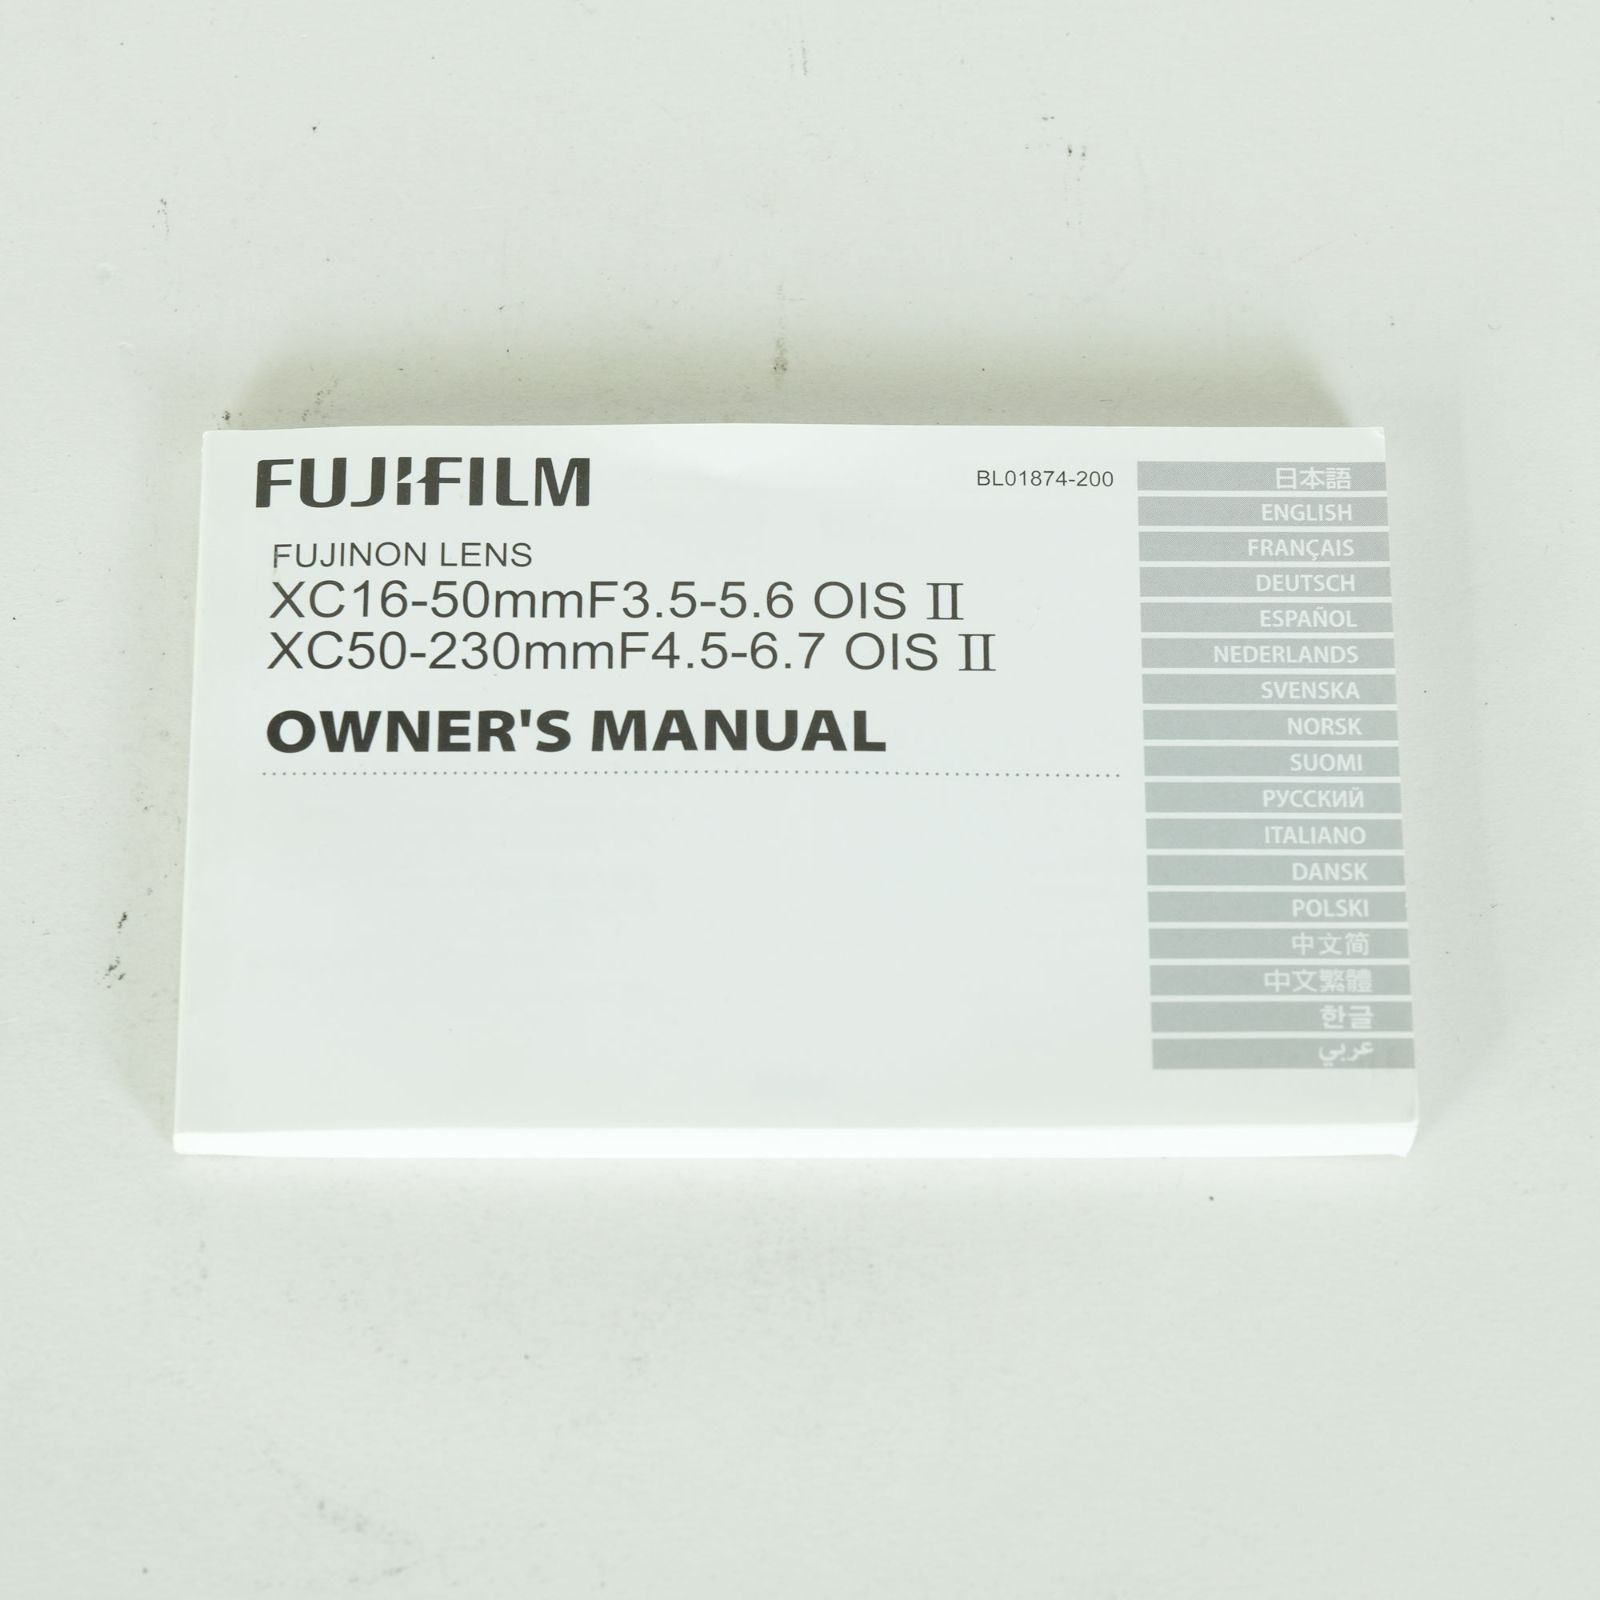 FUJIFILM
BL01874-200
FUJINON LENS
XC16-50mmF3.5-5.6 OIS Ⅱ
XC50-230mmF4.5-6.7 OIS Ⅱ
OWNER'S MANUAL
日本語
ENGLISH
FRANÇAIS
DEUTSCH
ESPAÑOL
NEDERLANDS
SVENSKA
NORSK
SUOMI
РУССКИЙ
ITALIANO
DANSK
POLSKI
中文简
中文繁體
한글
عربي